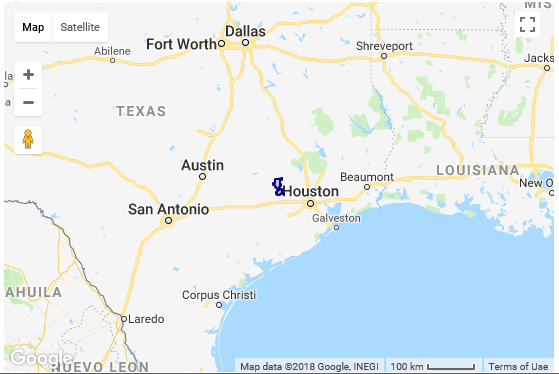 Map
Satellite
Abilene
Fort Worth
Dallas
Shreveport
MIS
Jacks
TEXAS
Austin
Beaumont
LOUISIANA
New O
San Antonio
Houston
Galveston
AHUILA
Corpus Christi
Laredo
Google
NUEVO LEON
Map data ©2018 Google, INEGI
100 km
Terms of Use